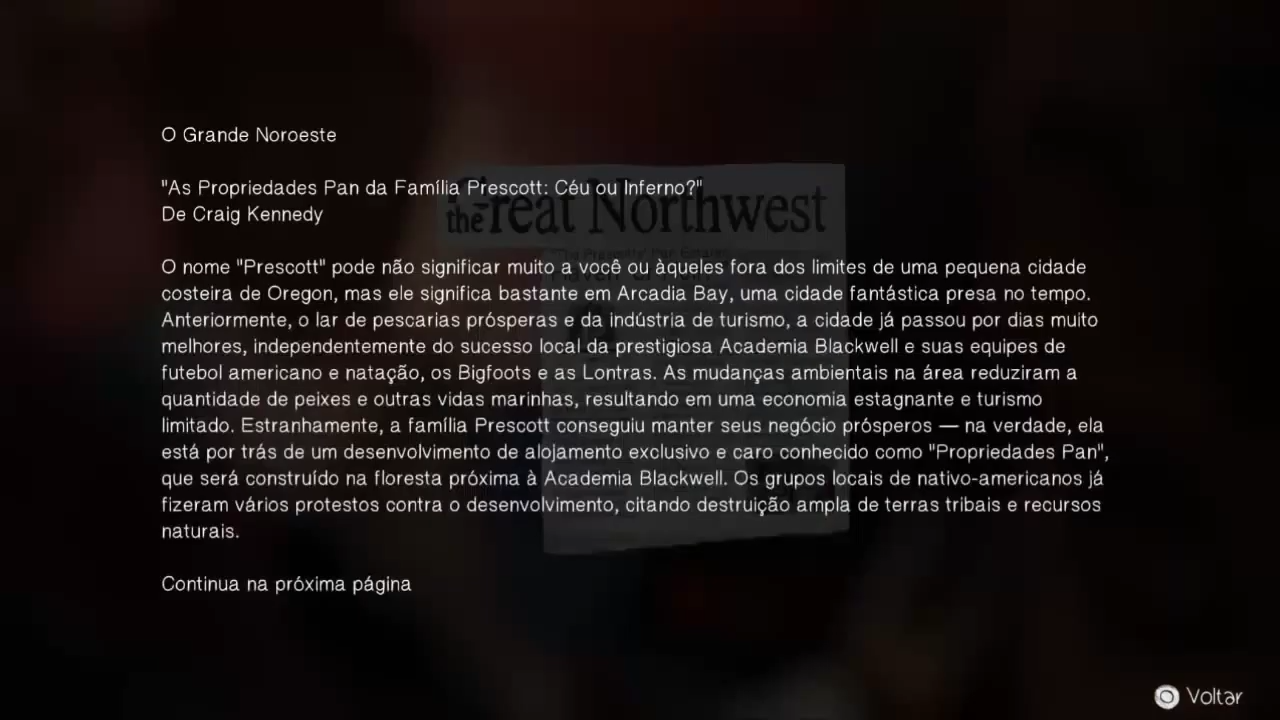 O Grande Noroeste
"As Propriedades Pan da Família Prescott: Céu ou Inferno?"
the Great Northwest
De Craig Kennedy
O nome "Prescott" pode não significar muito a você ou àqueles fora dos limites de uma pequena cidade
costeira de Oregon, mas ele significa bastante em Arcadia Bay, uma cidade fantástica presa no tempo.
Anteriormente, o lar de pescarias prósperas e da indústria de turismo, a cidade já passou por dias muito
melhores, independentemente do sucesso local da prestigiosa Academia Blackwell e suas equipes de
futebol americano e natação, os Bigfoots e as Lontras. As mudanças ambientais na área reduziram a
quantidade de peixes e outras vidas marinhas, resultando em uma economia estagnante e turismo
limitado. Estranhamente, a família Prescott conseguiu manter seus negócio prósperos — na verdade, ela
está por trás de um desenvolvimento de alojamento exclusivo e caro conhecido como "Propriedades Pan",
que será construído na floresta próxima à Academia Blackwell. Os grupos locais de nativo-americanos já
fizeram vários protestos contra o desenvolvimento, citando destruição ampla de terras tribais e recursos
naturais.
Continua na próxima página
Voltar